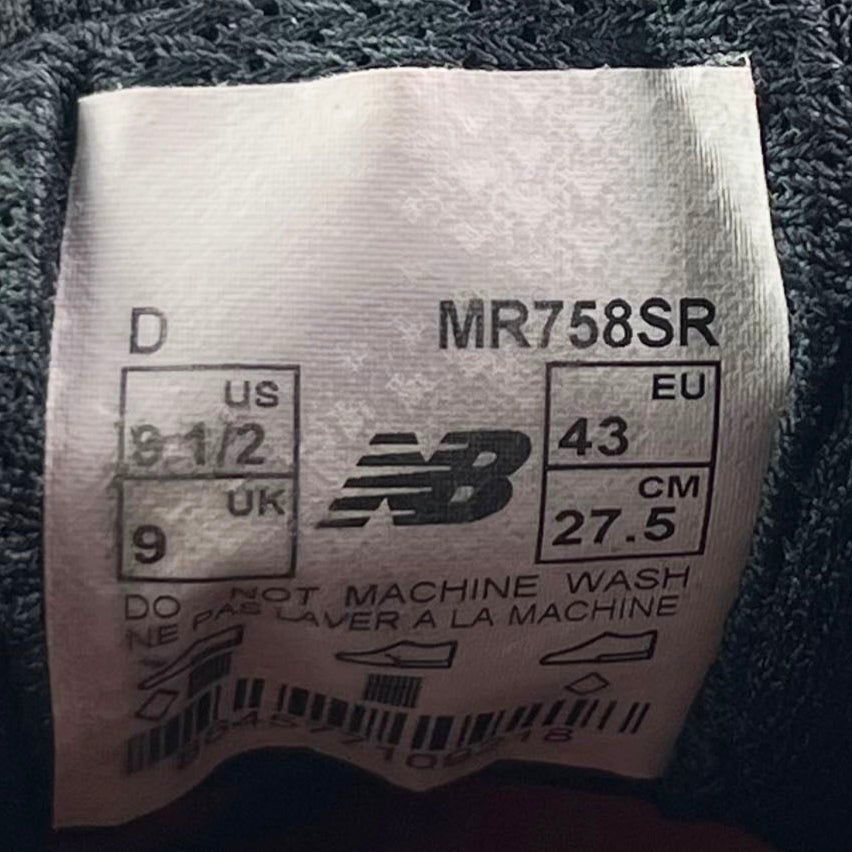 D MR758SR
US EU
9 1/2 43
UK CM
9 NB 27.5
DO NOT MACHINE WASH
NE PAS LAVER A LA MACHINE